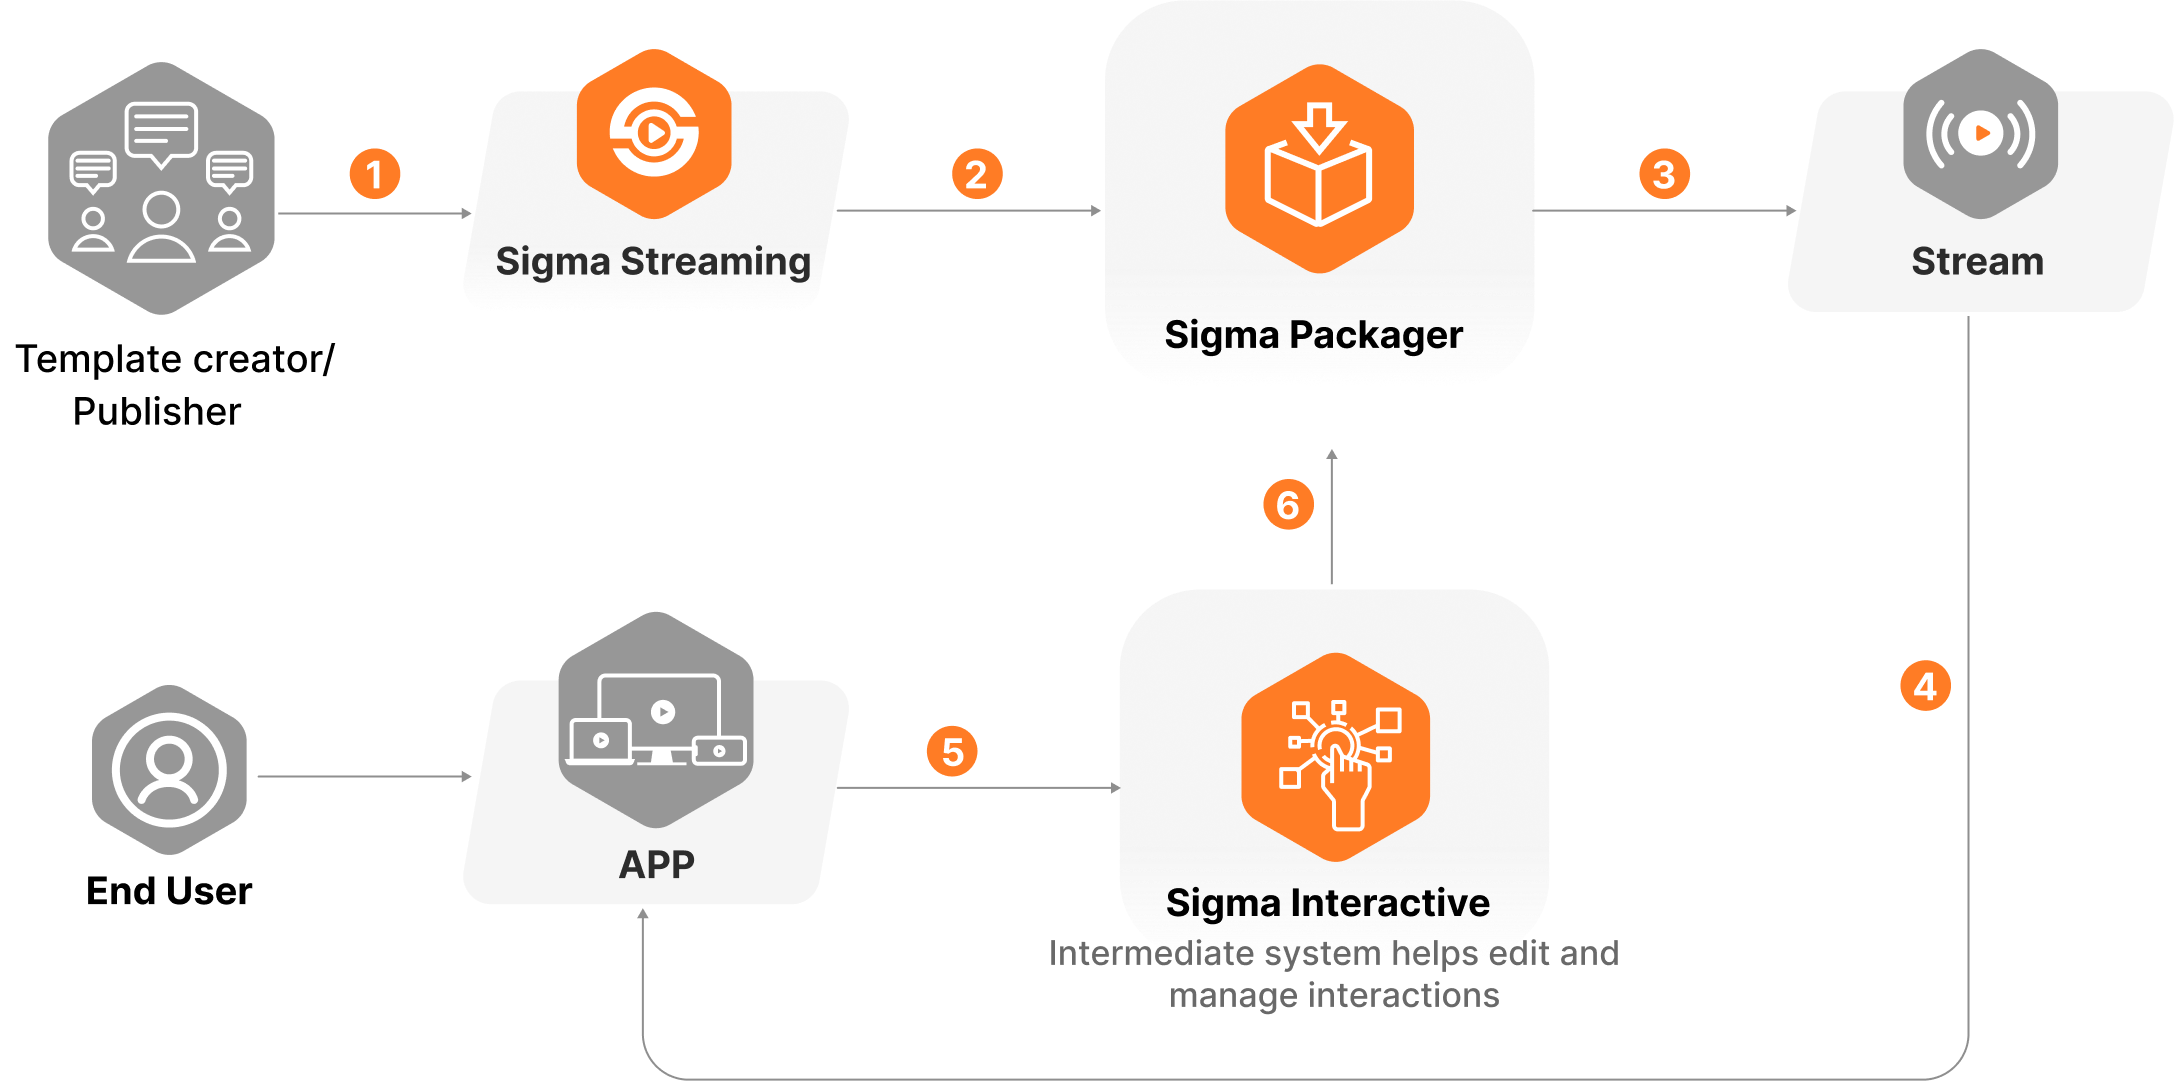 1
Sigma Streaming
2
Sigma Packager
3
Stream
Template creator/
Publisher
6
4
End User
APP
5
Sigma Interactive
Intermediate system helps edit and
manage interactions